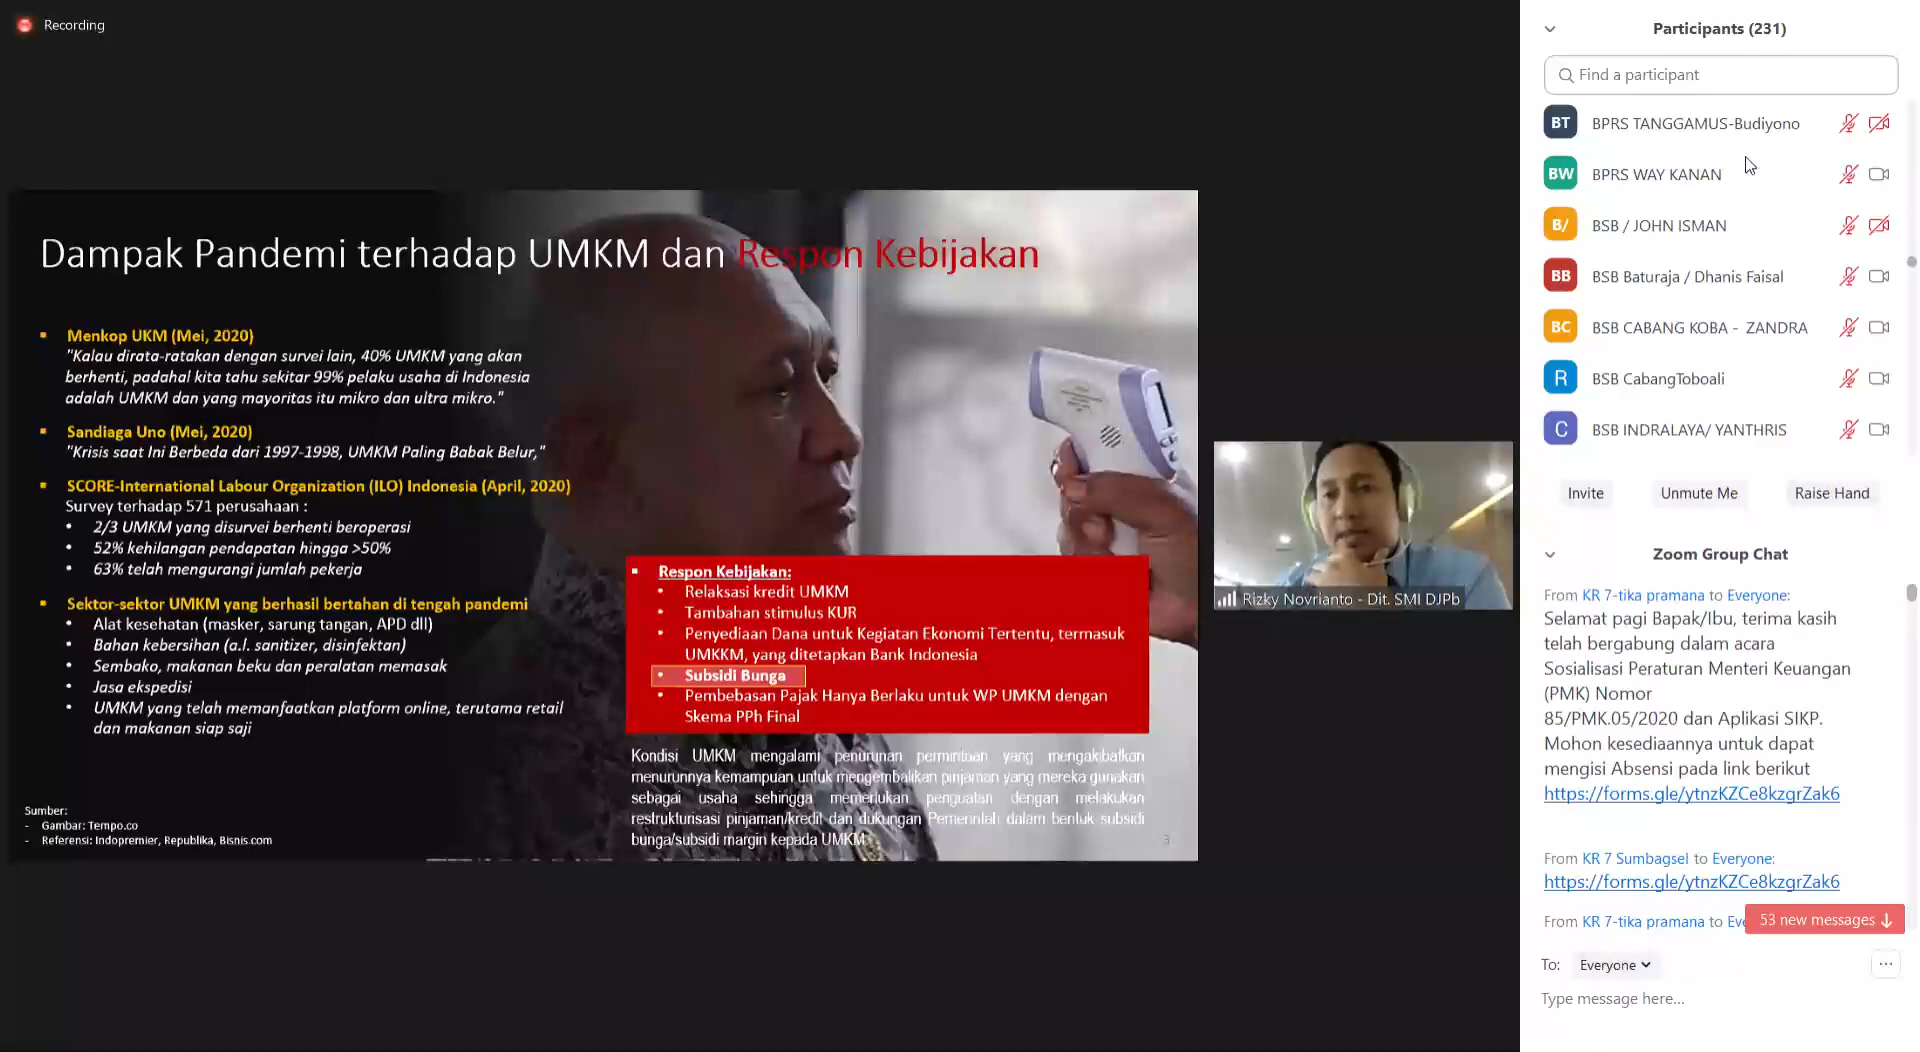 Recording
Dampak Pandemi terhadap UMKM dan Respon Kebijakan
Menkop UKM (Mei, 2020)
"Kalau dirata-ratakan dengan survei lain, 40% UMKM yang akan
berhenti, padahal kita tahu sekitar 99% pelaku usaha di Indonesia
adalah UMKM dan yang mayoritas itu mikro dan ultra mikro."
Sandiaga Uno (Mei, 2020)
"Krisis saat Ini Berbeda dari 1997-1998, UMKM Paling Babak Belur,"
SCORE-International Labour Organization (ILO) Indonesia (April, 2020)
Survey terhadap 571 perusahaan :
• 2/3 UMKM yang disurvei berhenti beroperasi
• 52% kehilangan pendapatan hingga >50%
• 63% telah mengurangi jumlah pekerja
Sektor-sektor UMKM yang berhasil bertahan di tengah pandemi
• Alat kesehatan (masker, sarung tangan, APD dll)
• Bahan kebersihan (a.l. sanitizer, disinfektan)
• Sembako, makanan beku dan peralatan memasak
• Jasa ekspedisi
• UMKM yang telah memanfaatkan platform online, terutama retail
dan makanan siap saji
Sumber:
- Gambar: Tempo.co
- Referensi: Indopremier, Republika, Bisnis.com
Respon Kebijakan:
• Relaksasi kredit UMKM
• Tambahan stimulus KUR
• Penyediaan Dana untuk Kegiatan Ekonomi Tertentu, termasuk
UMKKM, yang ditetapkan Bank Indonesia
• Subsidi Bunga
• Pembebasan Pajak Hanya Berlaku untuk WP UMKM dengan
Skema PPh Final
Kondisi UMKM mengalami penurunan permintuan yang mengakibatkan
menurunnya kemampuan untuk mengembalikan pinjaman yang mereka gunakan
sebagai usaha sehingga memerlukan penguatan dengan melakukan
restrukturisasi pinjaman/kredit dan dukungan Pemerintah dalam bentuk subsidi
bunga/subsidi margin kepada UMKM
3
Rizky Novrianto - Dit. SMI DJPb
Participants (231)
Find a participant
BT BPRS TANGGAMUS-Budiyono
BW BPRS WAY KANAN
B/ BSB / JOHN ISMAN
BB BSB Baturaja / Dhanis Faisal
BC BSB CABANG KOBA - ZANDRA
R BSB CabangToboali
C BSB INDRALAYA/ YANTHRIS
Invite Unmute Me Raise Hand
Zoom Group Chat
From KR 7-tika pramana to Everyone:
Selamat pagi Bapak/Ibu, terima kasih
telah bergabung dalam acara
Sosialisasi Peraturan Menteri Keuangan
(PMK) Nomor
85/PMK.05/2020 dan Aplikasi SIKP.
Mohon kesediaannya untuk dapat
mengisi Absensi pada link berikut
https://forms.gle/ytnzKZCe8kzgrZak6
From KR 7 Sumbagsel to Everyone:
https://forms.gle/ytnzKZCe8kzgrZak6
From KR 7-tika pramana to Eve
53 new messages
To: Everyone
Type message here...